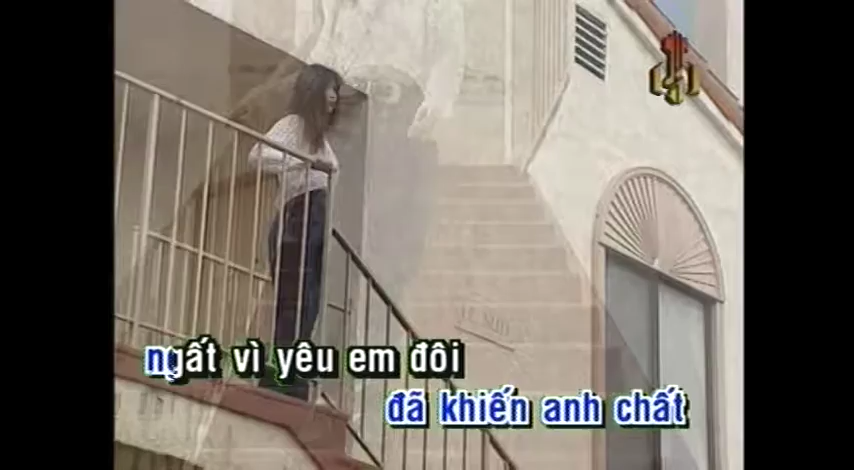 ngất vì yêu em đôi
đã khiến anh chất